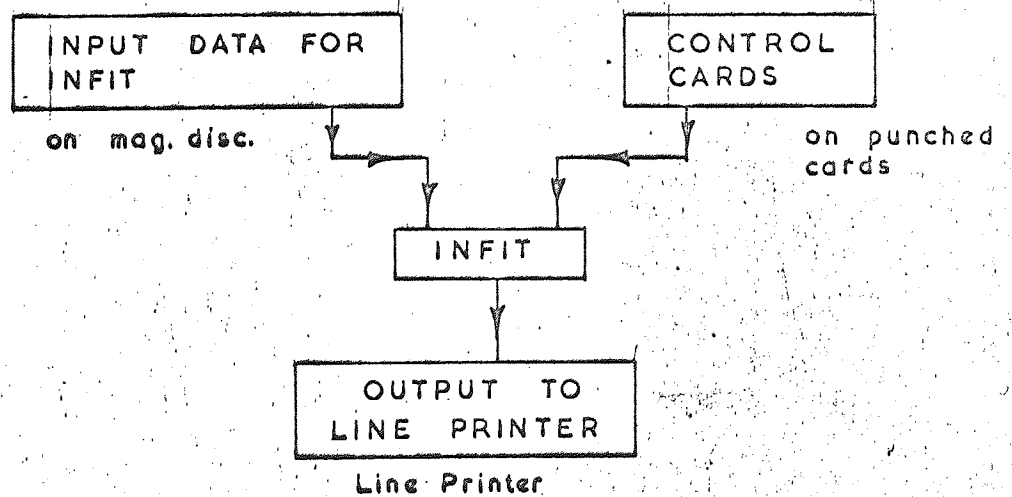 INPUT DATA FOR
INFIT
on mag. disc.
CONTROL
CARDS
on punched
cards
INFIT
OUTPUT TO
LINE PRINTER
Line Printer